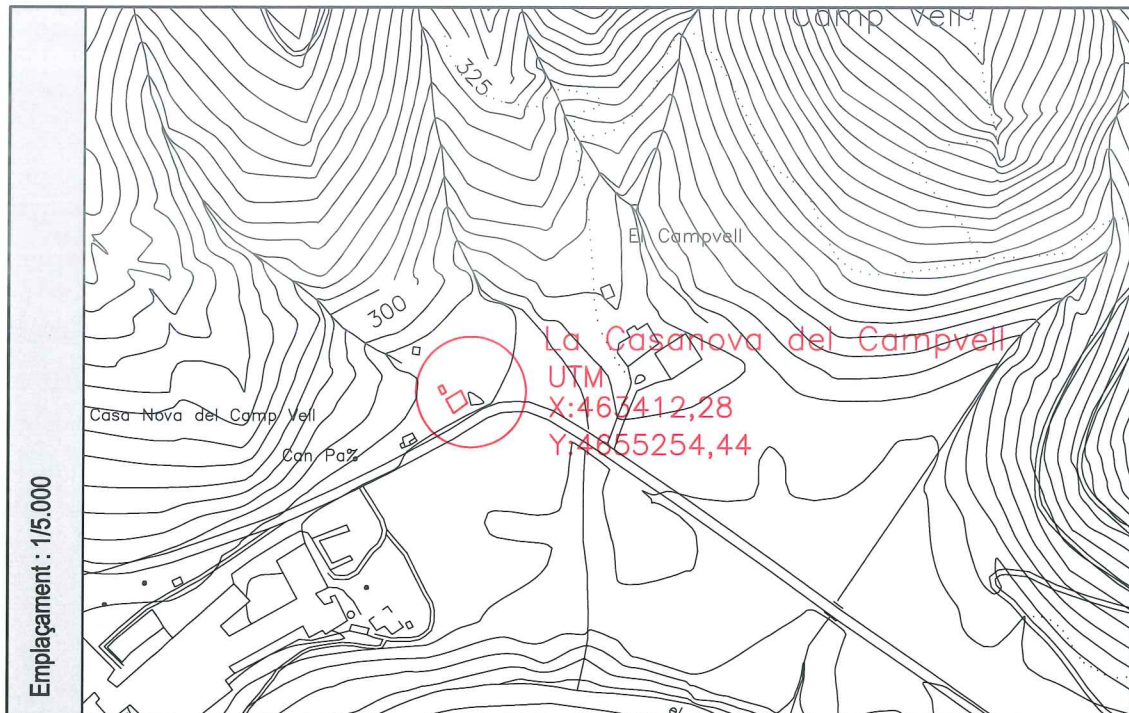 Camp Vell
325
El Campvell
300
La Casanova del Campvell
UTM
X:463412,28
Y:4655254,44
Casa Nova del Camp Vell
Can Pa%
Emplaçament : 1/5.000